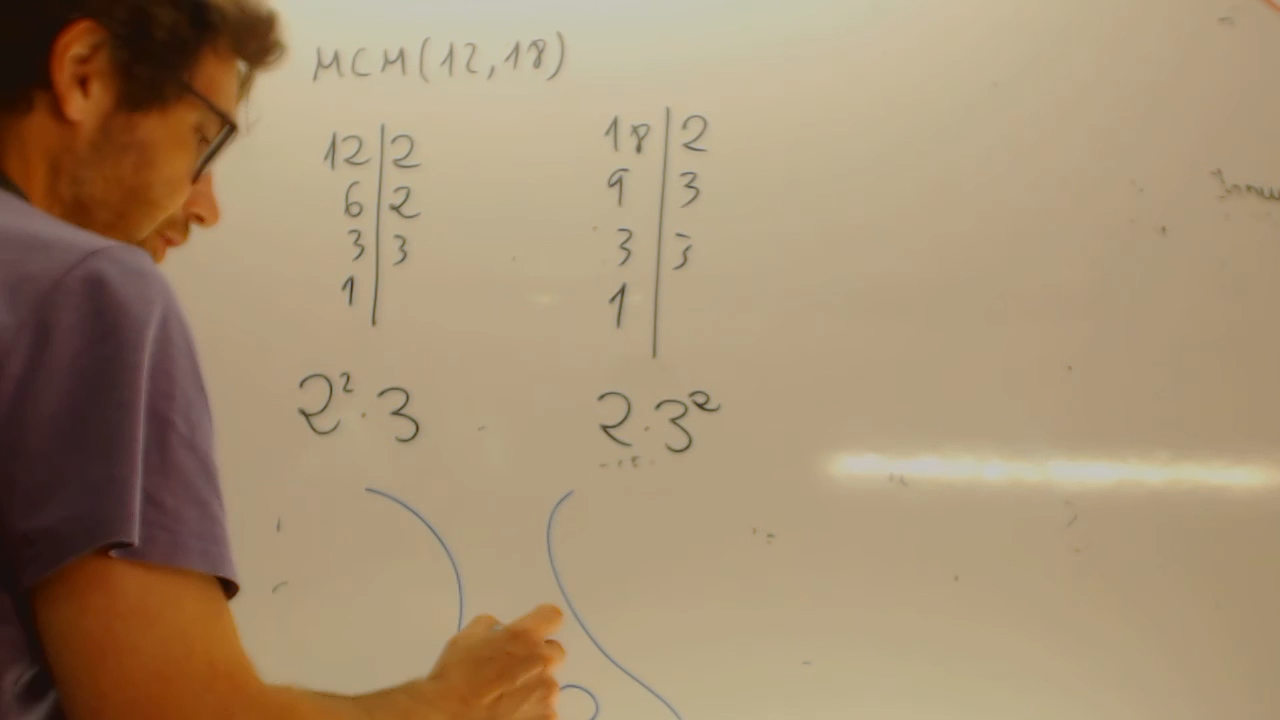 MCM(12,18)
12 | 2
6 | 2
3 | 3
1 |
18 | 2
9 | 3
3 | 3
1 |
2²·3
2·3²